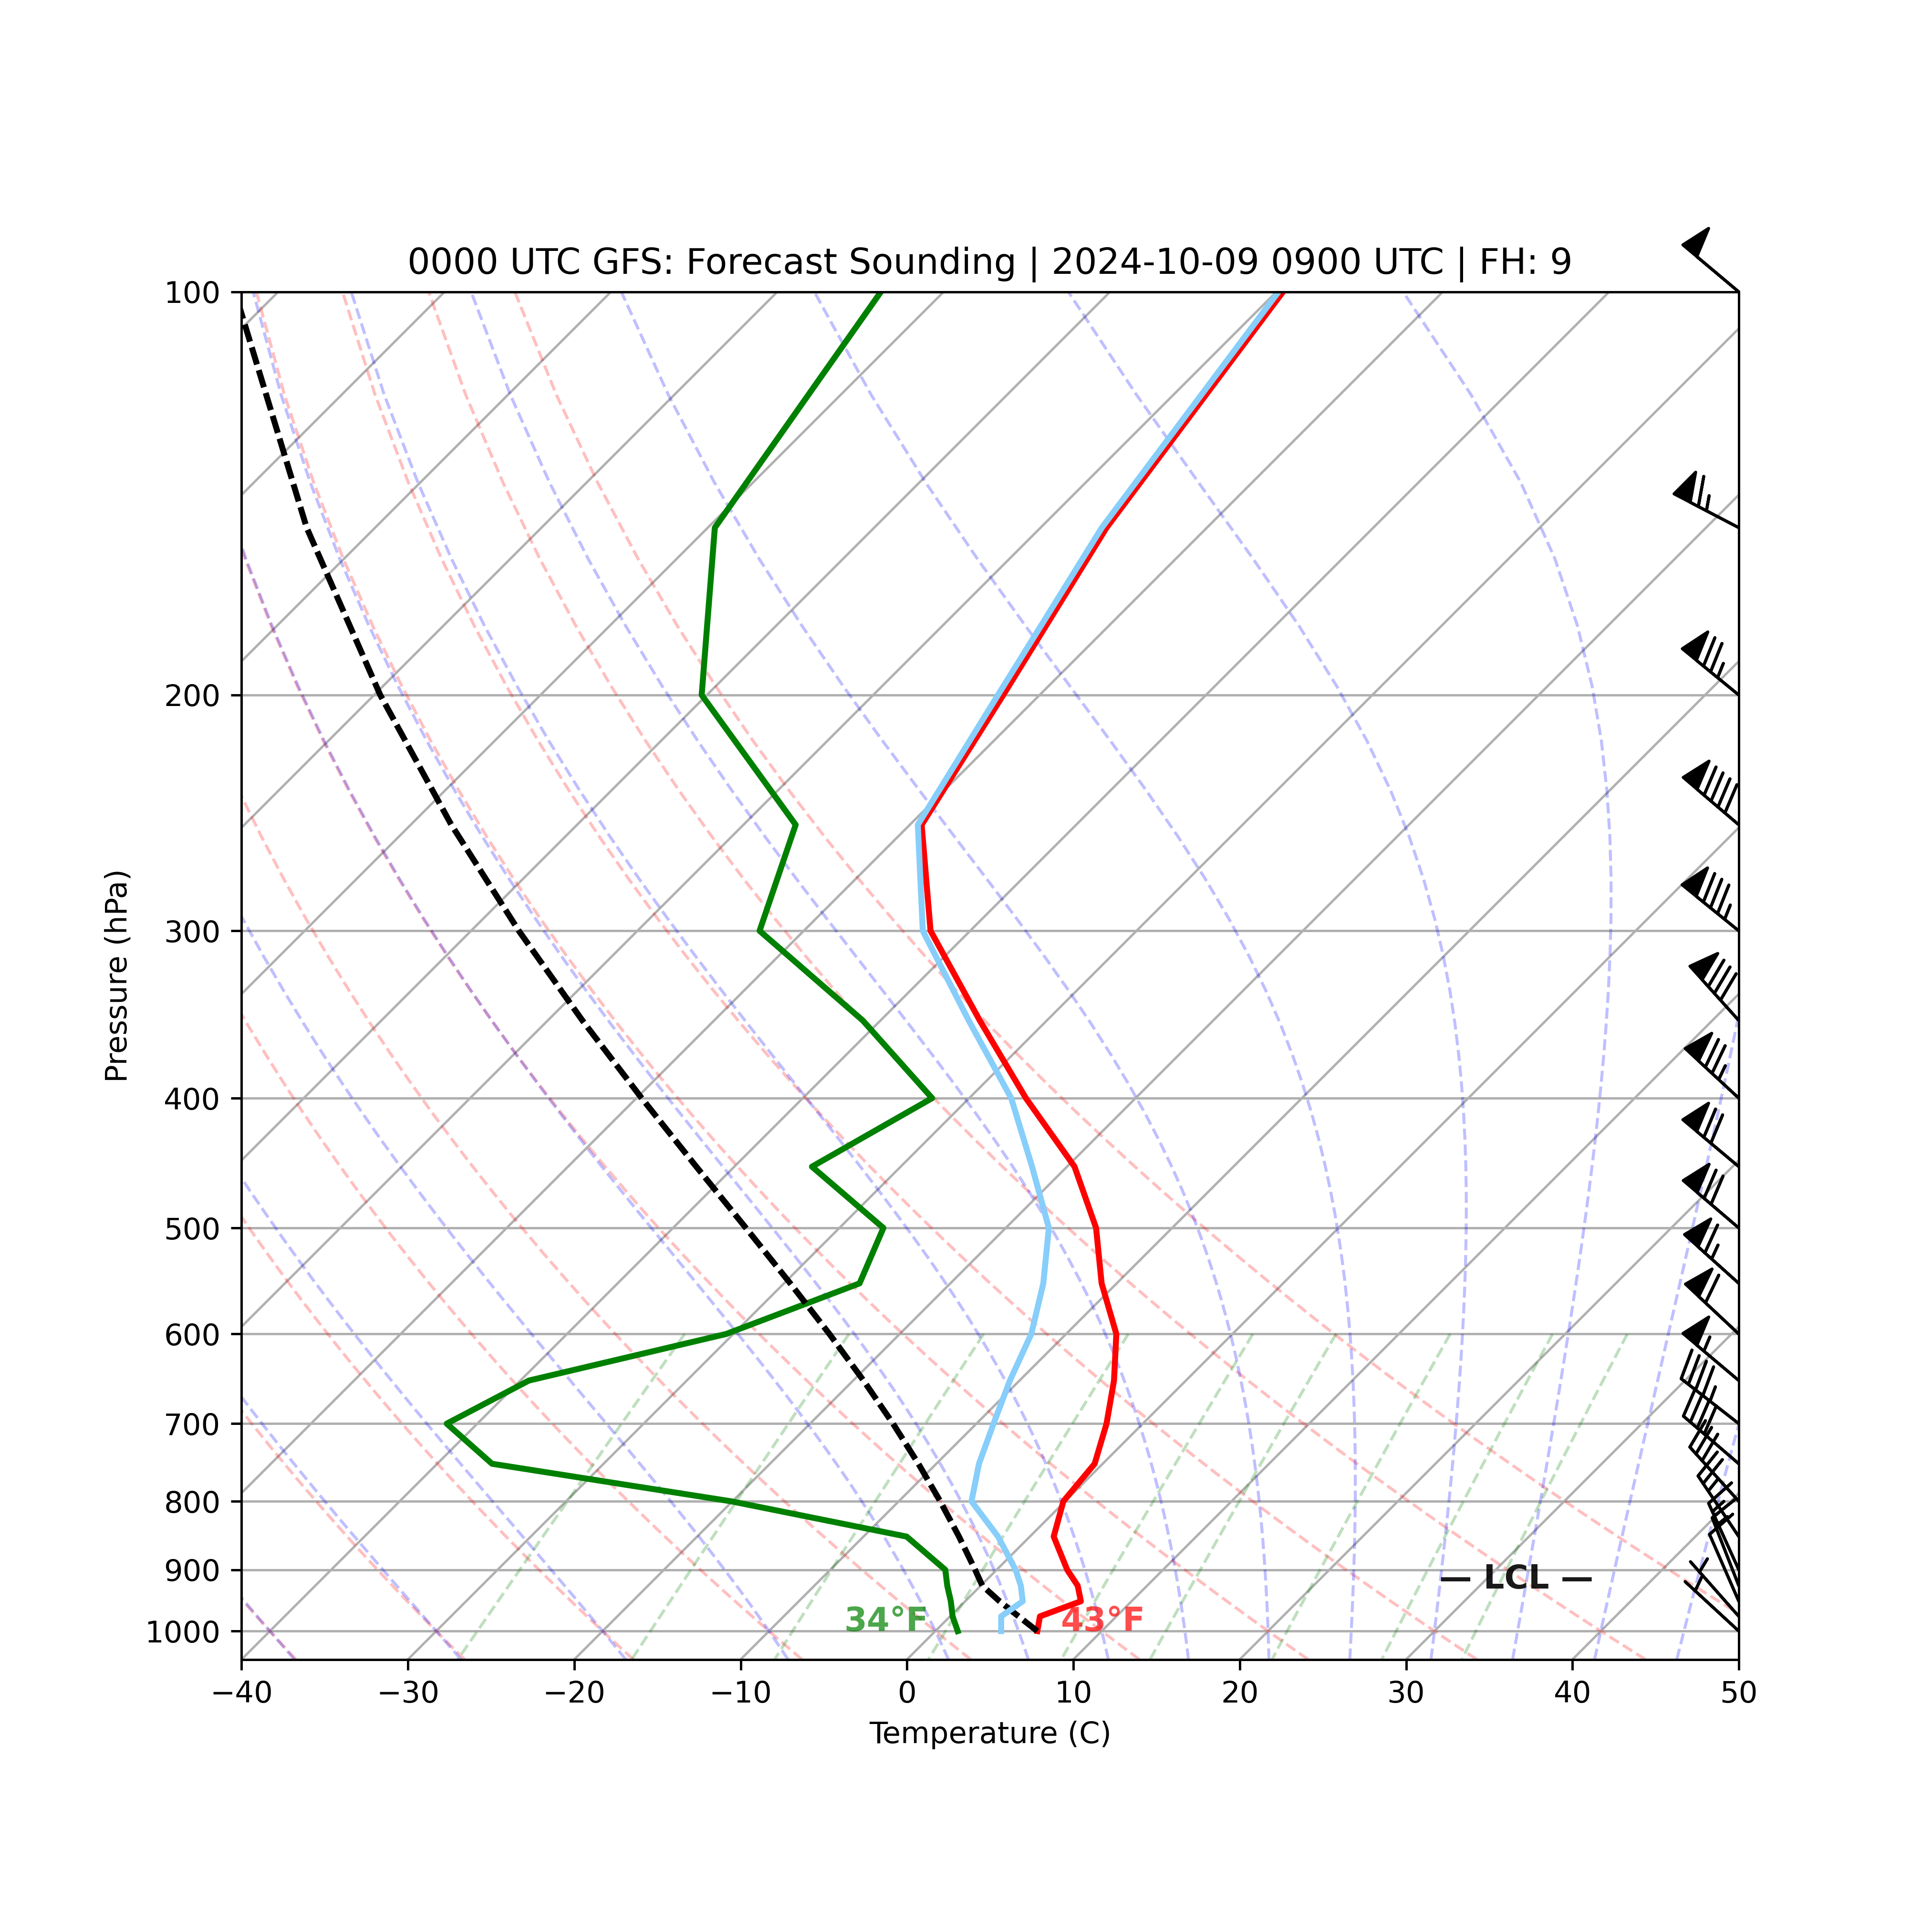 0000 UTC GFS: Forecast Sounding | 2024-10-09 0900 UTC | FH: 9
100
200
300
400
500
600
700
800
900
1000
Pressure (hPa)
— LCL —
34°F
43°F
−40 −30 −20 −10 0 10 20 30 40 50
Temperature (C)